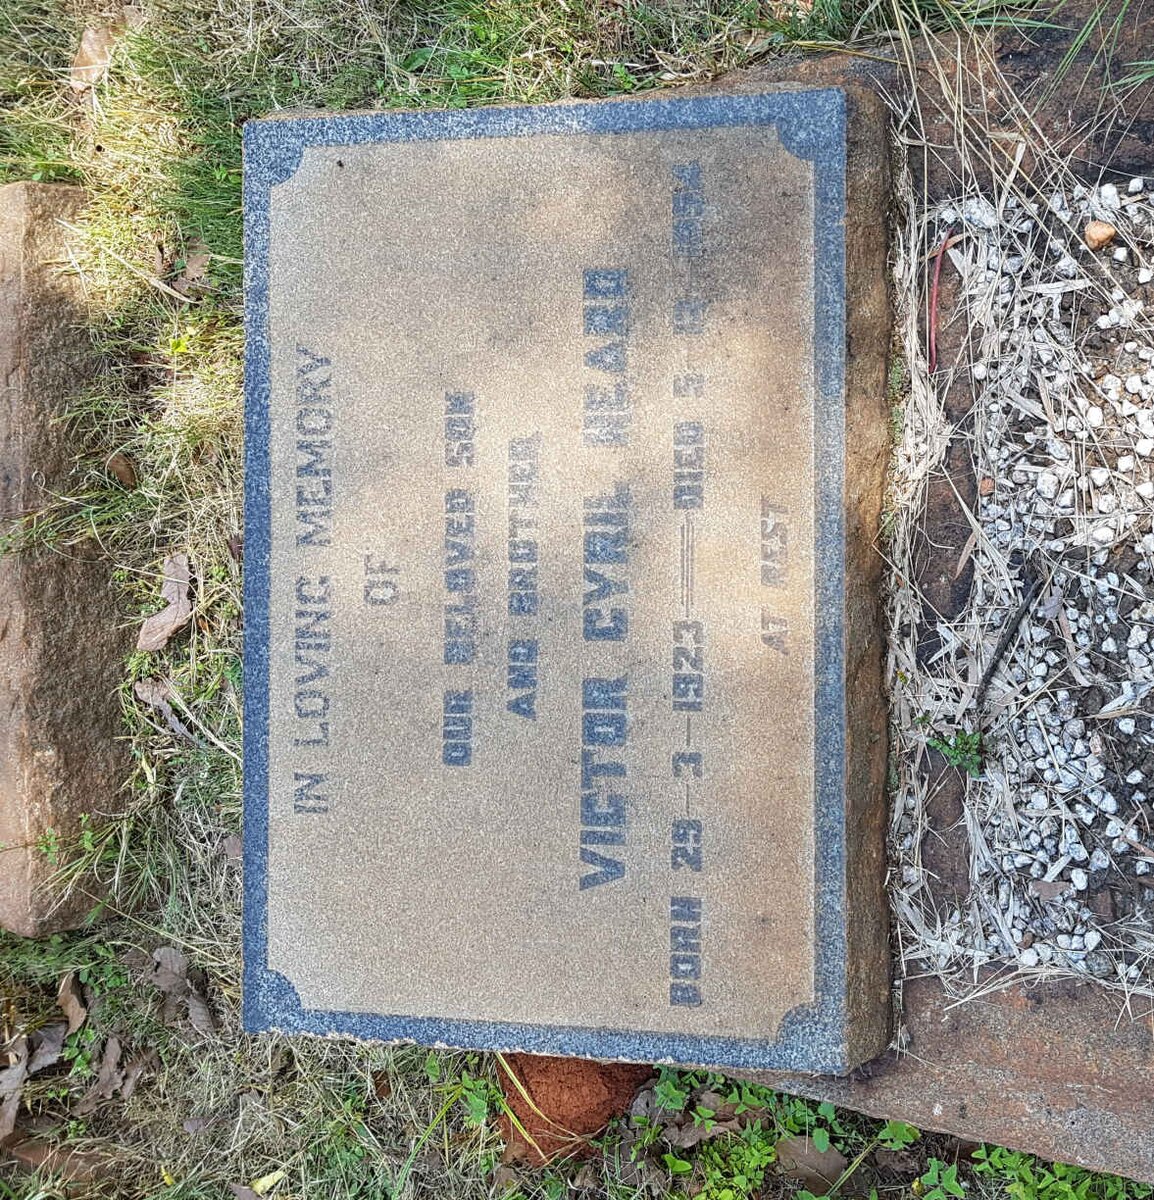 IN LOVING MEMORY
OF
OUR BELOVED SON
AND BROTHER
VICTOR CYRIL HEARD
BORN 29-3-1923 DIED 5-12-1954
AT REST